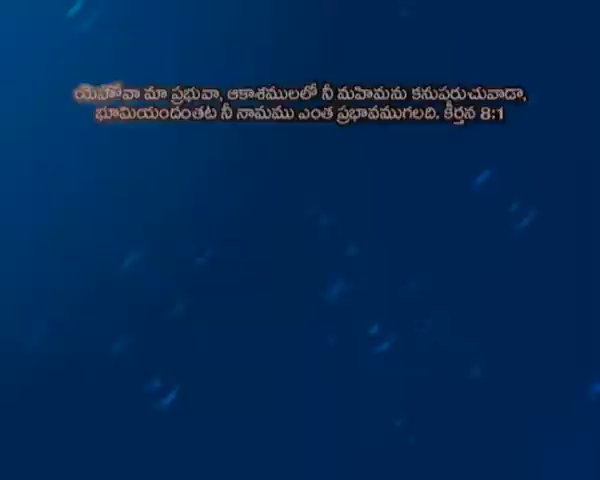 యెహోవా మా ప్రభువా, ఆకాశములలో నీ మహిమను కనుపరుచువాడా,
భూమియందంతట నీ నామము ఎంత ప్రభావముగలది. కీర్తన 8:1